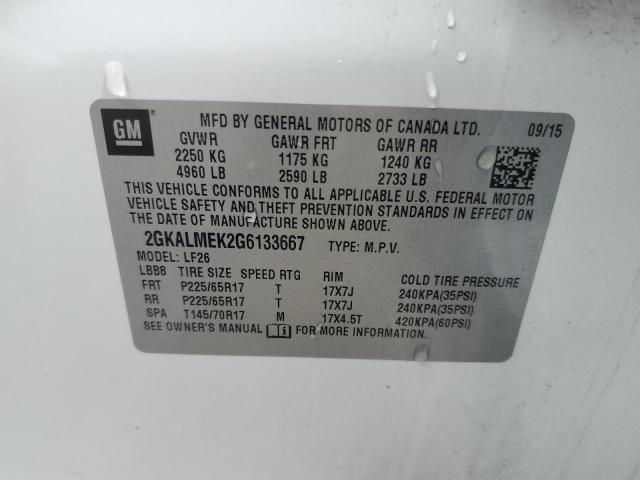 GM
MFD BY GENERAL MOTORS OF CANADA LTD. 09/15
GVWR GAWR FRT GAWR RR
2250 KG 1175 KG 1240 KG
4960 LB 2590 LB 2733 LB
THIS VEHICLE CONFORMS TO ALL APPLICABLE U.S. FEDERAL MOTOR
VEHICLE SAFETY AND THEFT PREVENTION STANDARDS IN EFFECT ON
THE DATE OF MANUFACTURE SHOWN ABOVE.
2GKALMEK2G6133667 TYPE: M.P.V.
MODEL: LF26
LBB8 TIRE SIZE SPEED RTG RIM COLD TIRE PRESSURE
FRT P225/65R17 T 17X7J 240KPA(35PSI)
RR P225/65R17 T 17X7J 240KPA(35PSI)
SPA T145/70R17 M 17X4.5T 420KPA(60PSI)
SEE OWNER'S MANUAL FOR MORE INFORMATION.